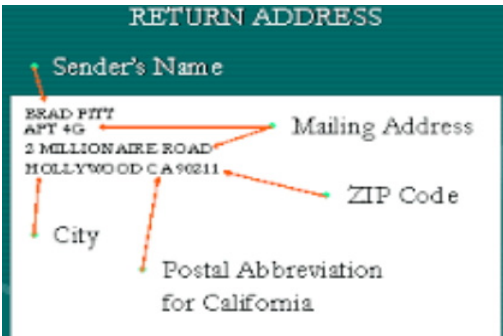 RETURN ADDRESS
Sender's Name
BRAD PITT
APT 4G
Mailing Address
2 MILLIONAIRE ROAD
HOLLYWOOD CA 90211
ZIP Code
City
Postal Abbreviation
for California